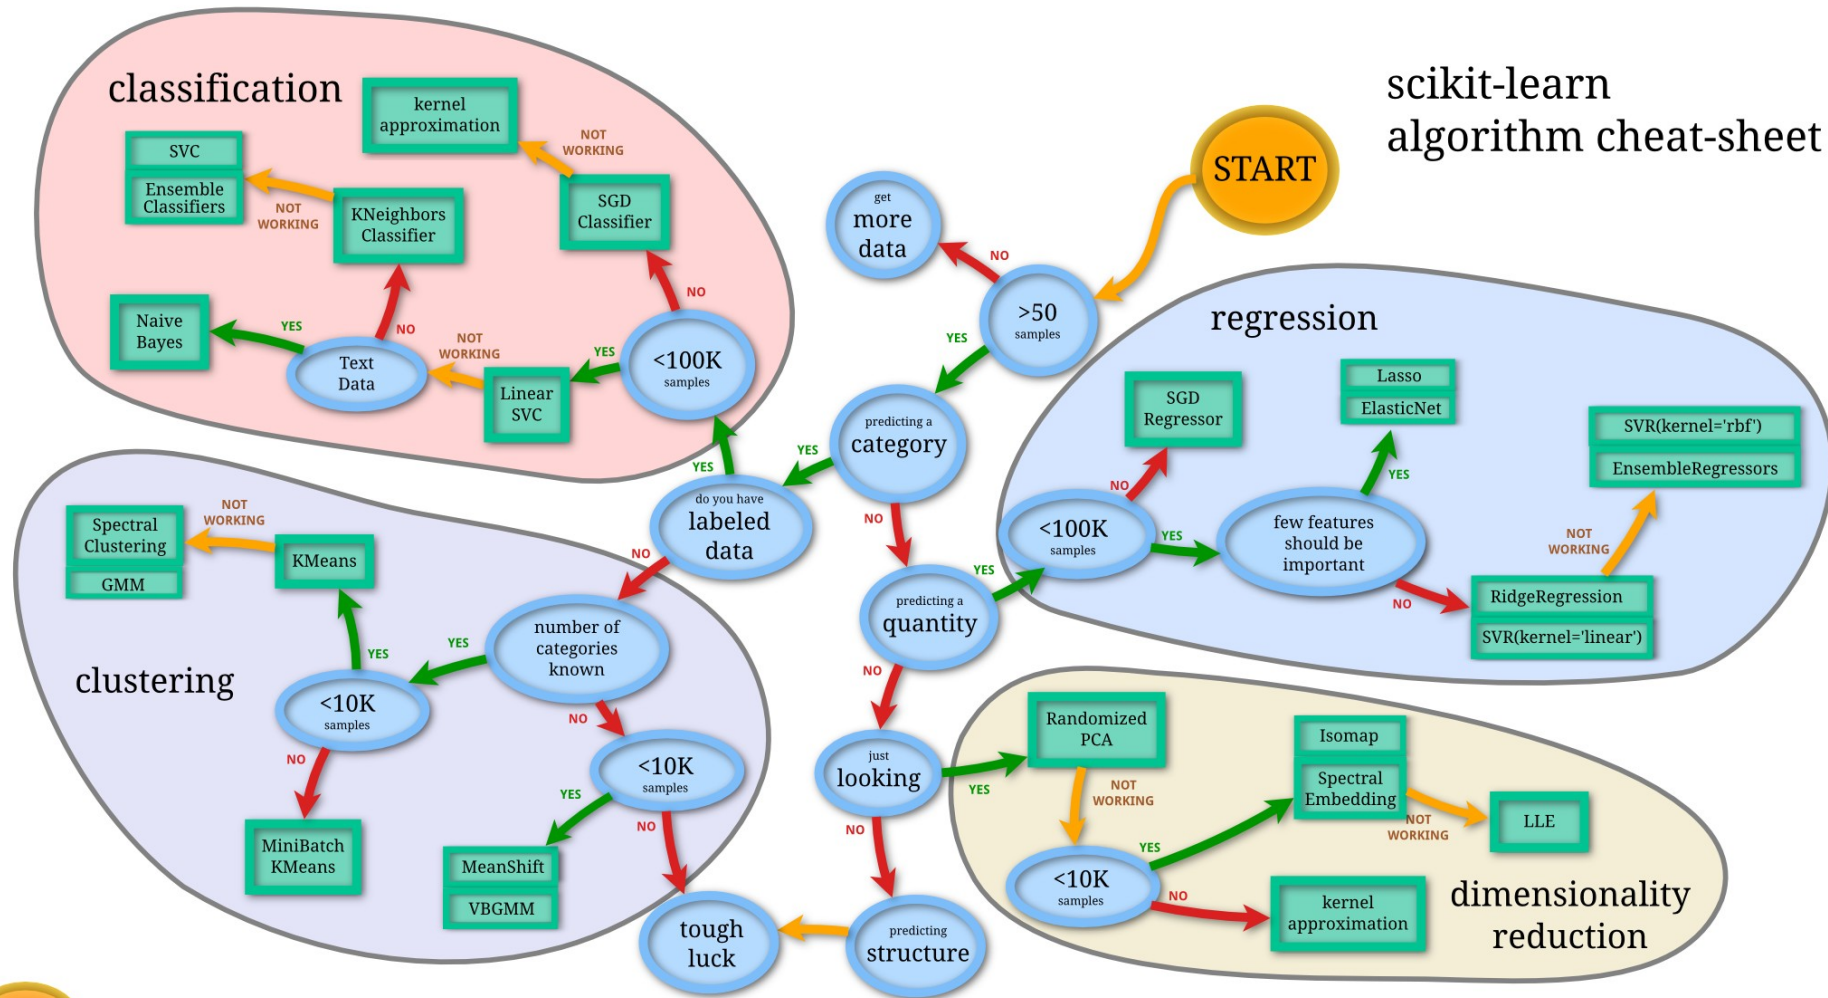 scikit-learn
algorithm cheat-sheet
START
classification
kernel
approximation
NOT
WORKING
SVC
Ensemble
Classifiers
NOT
WORKING
KNeighbors
Classifier
SGD
Classifier
NO
Naive
Bayes
YES
NO
Text
Data
NOT
WORKING
Linear
SVC
YES
<100K
samples
YES
get
more
data
NO
>50
samples
YES
predicting a
category
YES
NO
do you have
labeled
data
NO
predicting a
quantity
YES
NO
just
looking
YES
NO
predicting
structure
tough
luck
regression
SGD
Regressor
NO
<100K
samples
YES
Lasso
ElasticNet
YES
few features
should be
important
NO
SVR(kernel='rbf')
EnsembleRegressors
NOT
WORKING
RidgeRegression
SVR(kernel='linear')
clustering
Spectral
Clustering
GMM
NOT
WORKING
KMeans
YES
<10K
samples
NO
MiniBatch
KMeans
YES
number of
categories
known
NO
<10K
samples
YES
NO
MeanShift
VBGMM
Randomized
PCA
NOT
WORKING
<10K
samples
YES
NO
Isomap
Spectral
Embedding
NOT
WORKING
LLE
kernel
approximation
dimensionality
reduction